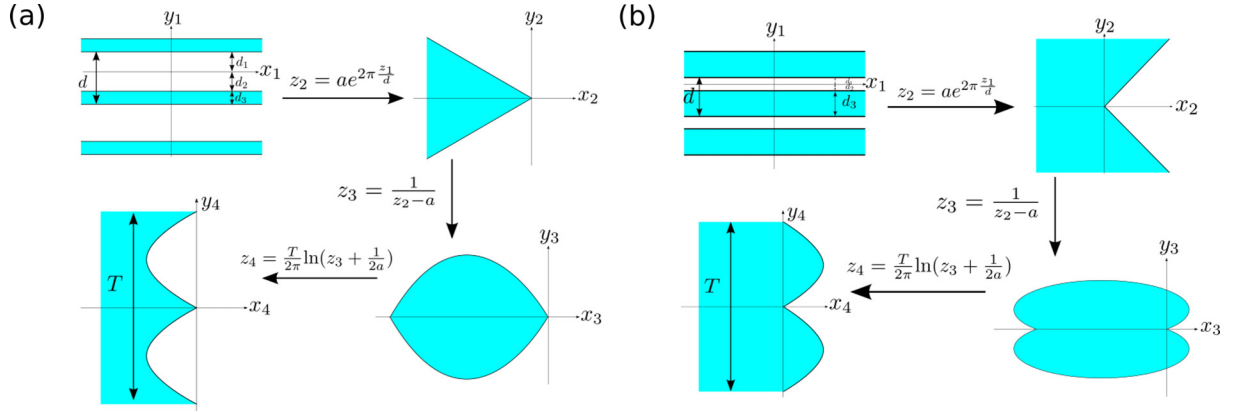 (a)
y₁
d₁
x₁
d
d₂
d₃
z₂ = ae^{2π z₁/d}
y₂
x₂
z₃ = 1/(z₂−a)
y₃
x₃
z₄ = T/2π ln(z₃ + 1/2a)
y₄
T
x₄
(b)
y₁
x₁
d
d₃
z₂ = ae^{2π z₁/d}
y₂
x₂
z₃ = 1/(z₂−a)
y₃
x₃
z₄ = T/2π ln(z₃ + 1/2a)
y₄
T
x₄